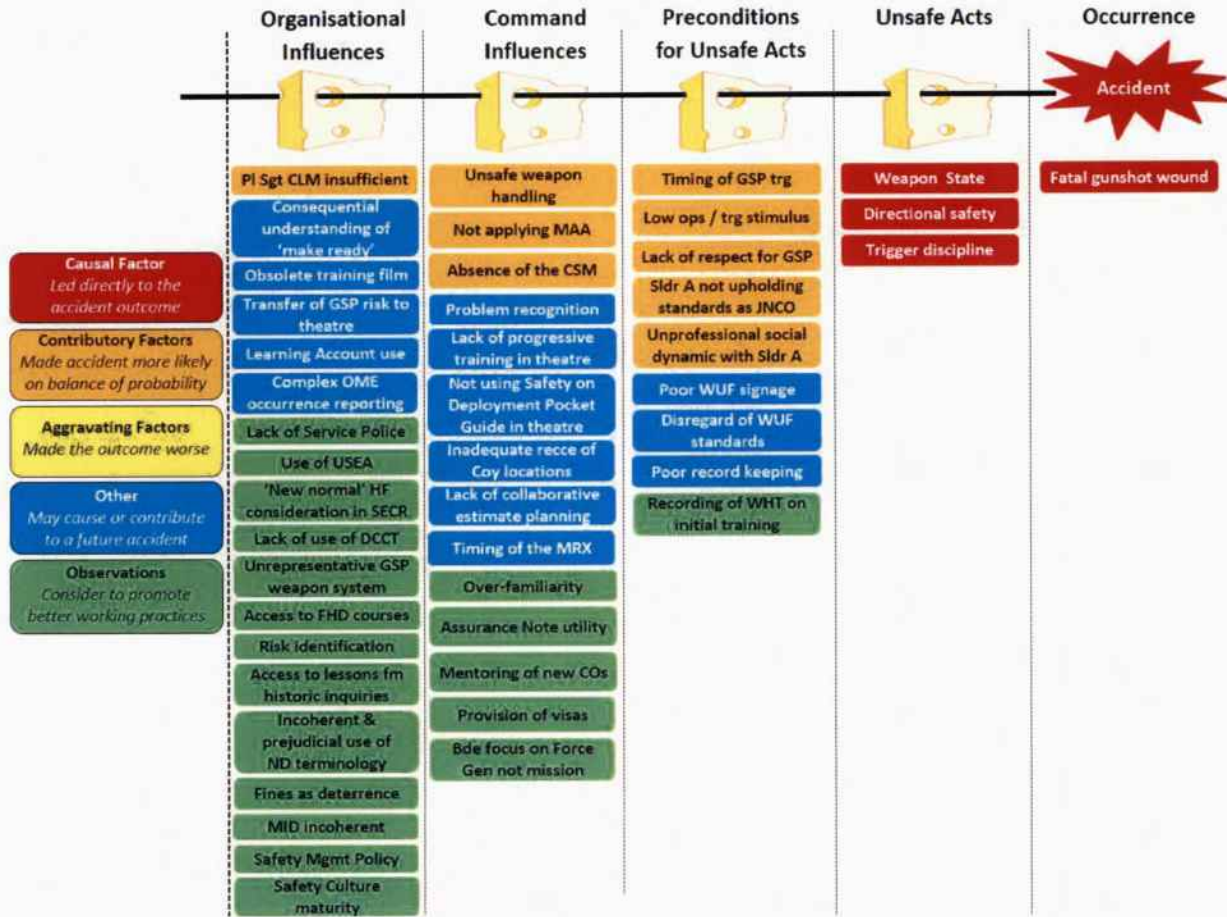 Organisational
Influences
Command
Influences
Preconditions
for Unsafe Acts
Unsafe Acts
Occurrence
Accident
Causal Factor
Led directly to the
accident outcome
Contributory Factors
Made accident more likely
on balance of probability
Aggravating Factors
Made the outcome worse
Other
May cause or contribute
to a future accident
Observations
Consider to promote
better working practices
Pl Sgt CLM insufficient
Consequential
understanding of
'make ready'
Obsolete training film
Transfer of GSP risk to
theatre
Learning Account use
Complex OME
occurrence reporting
Lack of Service Police
Use of USEA
'New normal' HF
consideration in SECR
Lack of use of DCCT
Unrepresentative GSP
weapon system
Access to FHD courses
Risk identification
Access to lessons fm
historic inquiries
Incoherent &
prejudicial use of
ND terminology
Fines as deterrence
MID incoherent
Safety Mgmt Policy
Safety Culture
maturity
Unsafe weapon
handling
Not applying MAA
Absence of the CSM
Problem recognition
Lack of progressive
training in theatre
Not using Safety on
Deployment Pocket
Guide in theatre
Inadequate recce of
Coy locations
Lack of collaborative
estimate planning
Timing of the MRX
Over-familiarity
Assurance Note utility
Mentoring of new COs
Provision of visas
Bde focus on Force
Gen not mission
Timing of GSP trg
Low ops / trg stimulus
Lack of respect for GSP
Sldr A not upholding
standards as JNCO
Unprofessional social
dynamic with Sldr A
Poor WUF signage
Disregard of WUF
standards
Poor record keeping
Recording of WHT on
initial training
Weapon State
Directional safety
Trigger discipline
Fatal gunshot wound